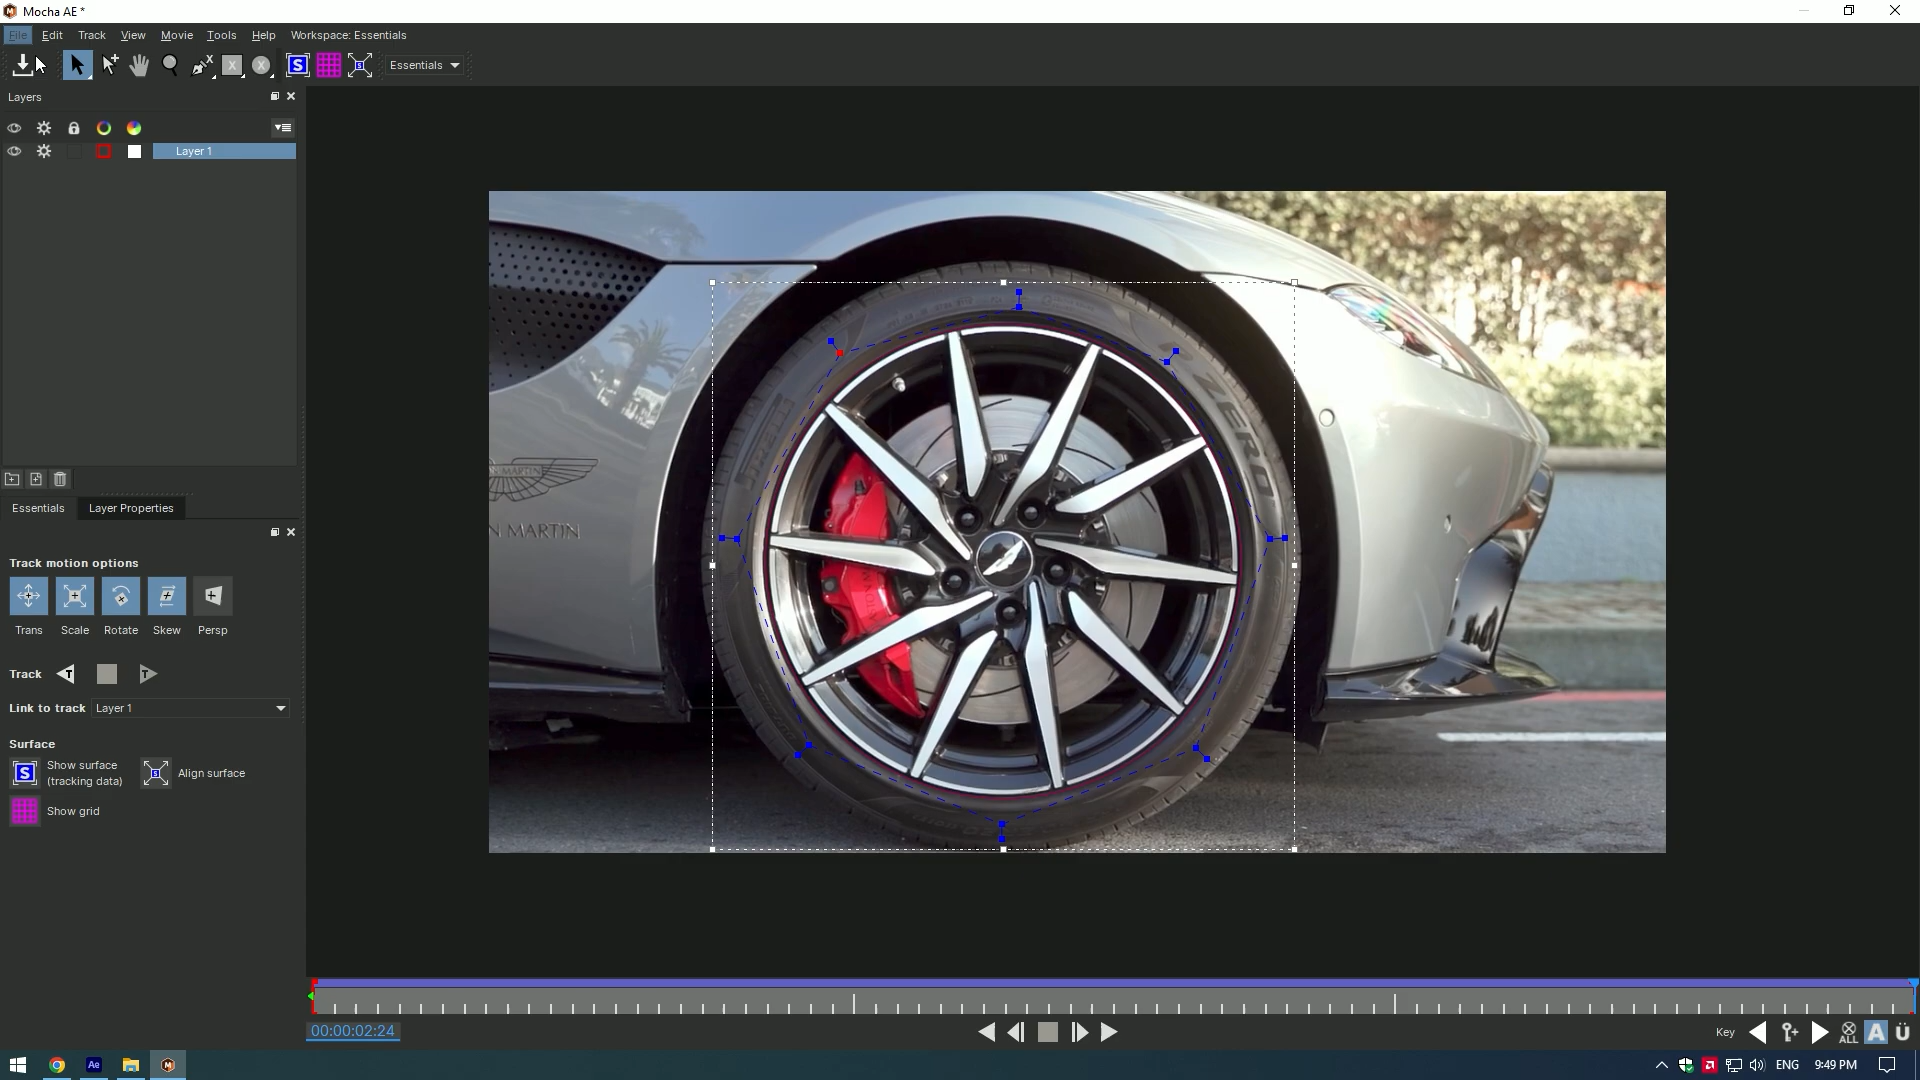 Mocha AE *
File Edit Track View Movie Tools Help Workspace: Essentials
Essentials
Layers
Layer 1
Essentials Layer Properties
Track motion options
Trans Scale Rotate Skew Persp
Track
Link to track Layer 1
Surface
Show surface
(tracking data)
Align surface
Show grid
ZERO
N MARTIN
00:00:02:24
Key
ALL
A
Ü
Ae
ENG
9:49 PM